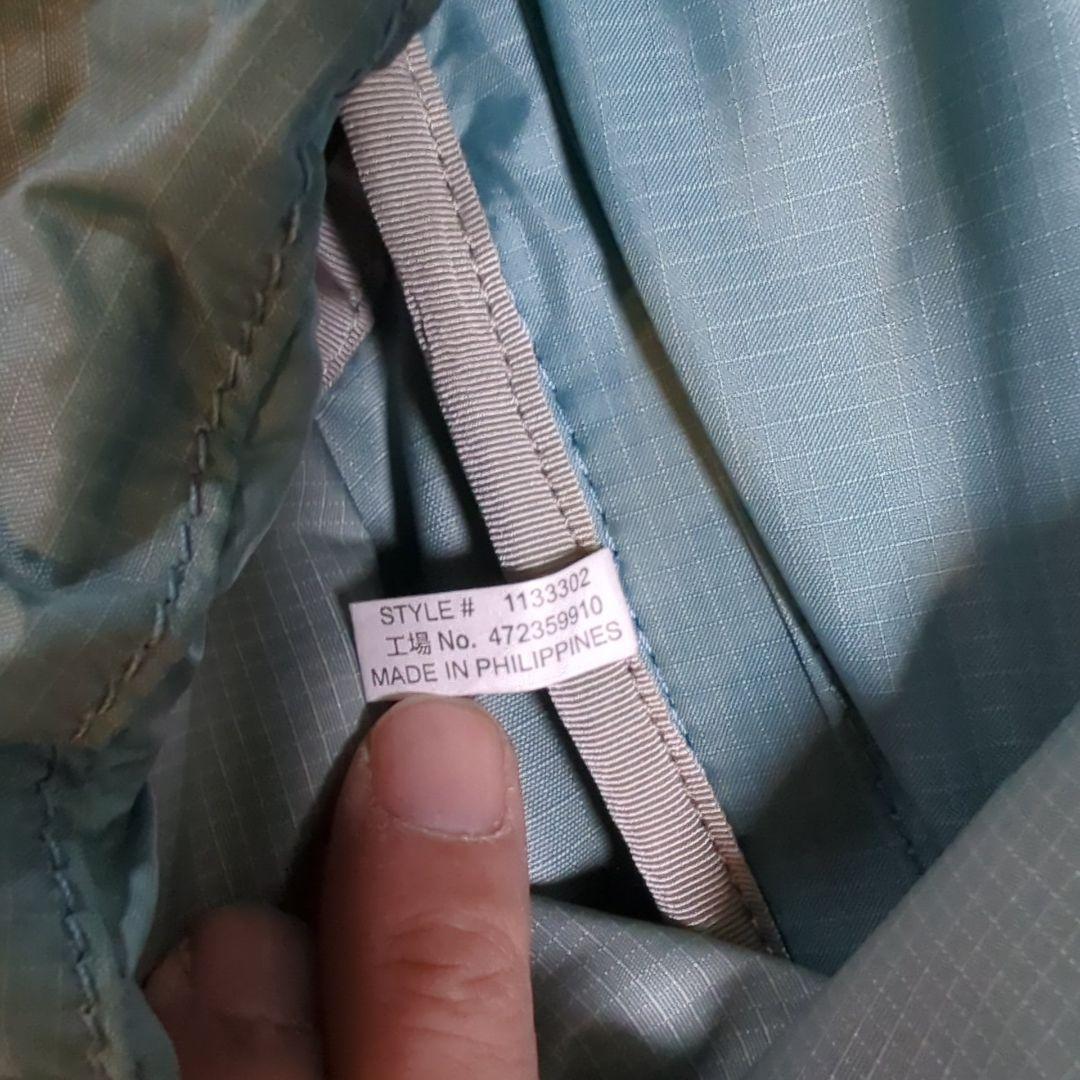 STYLE # 1133302
工場 No. 472359910
MADE IN PHILIPPINES